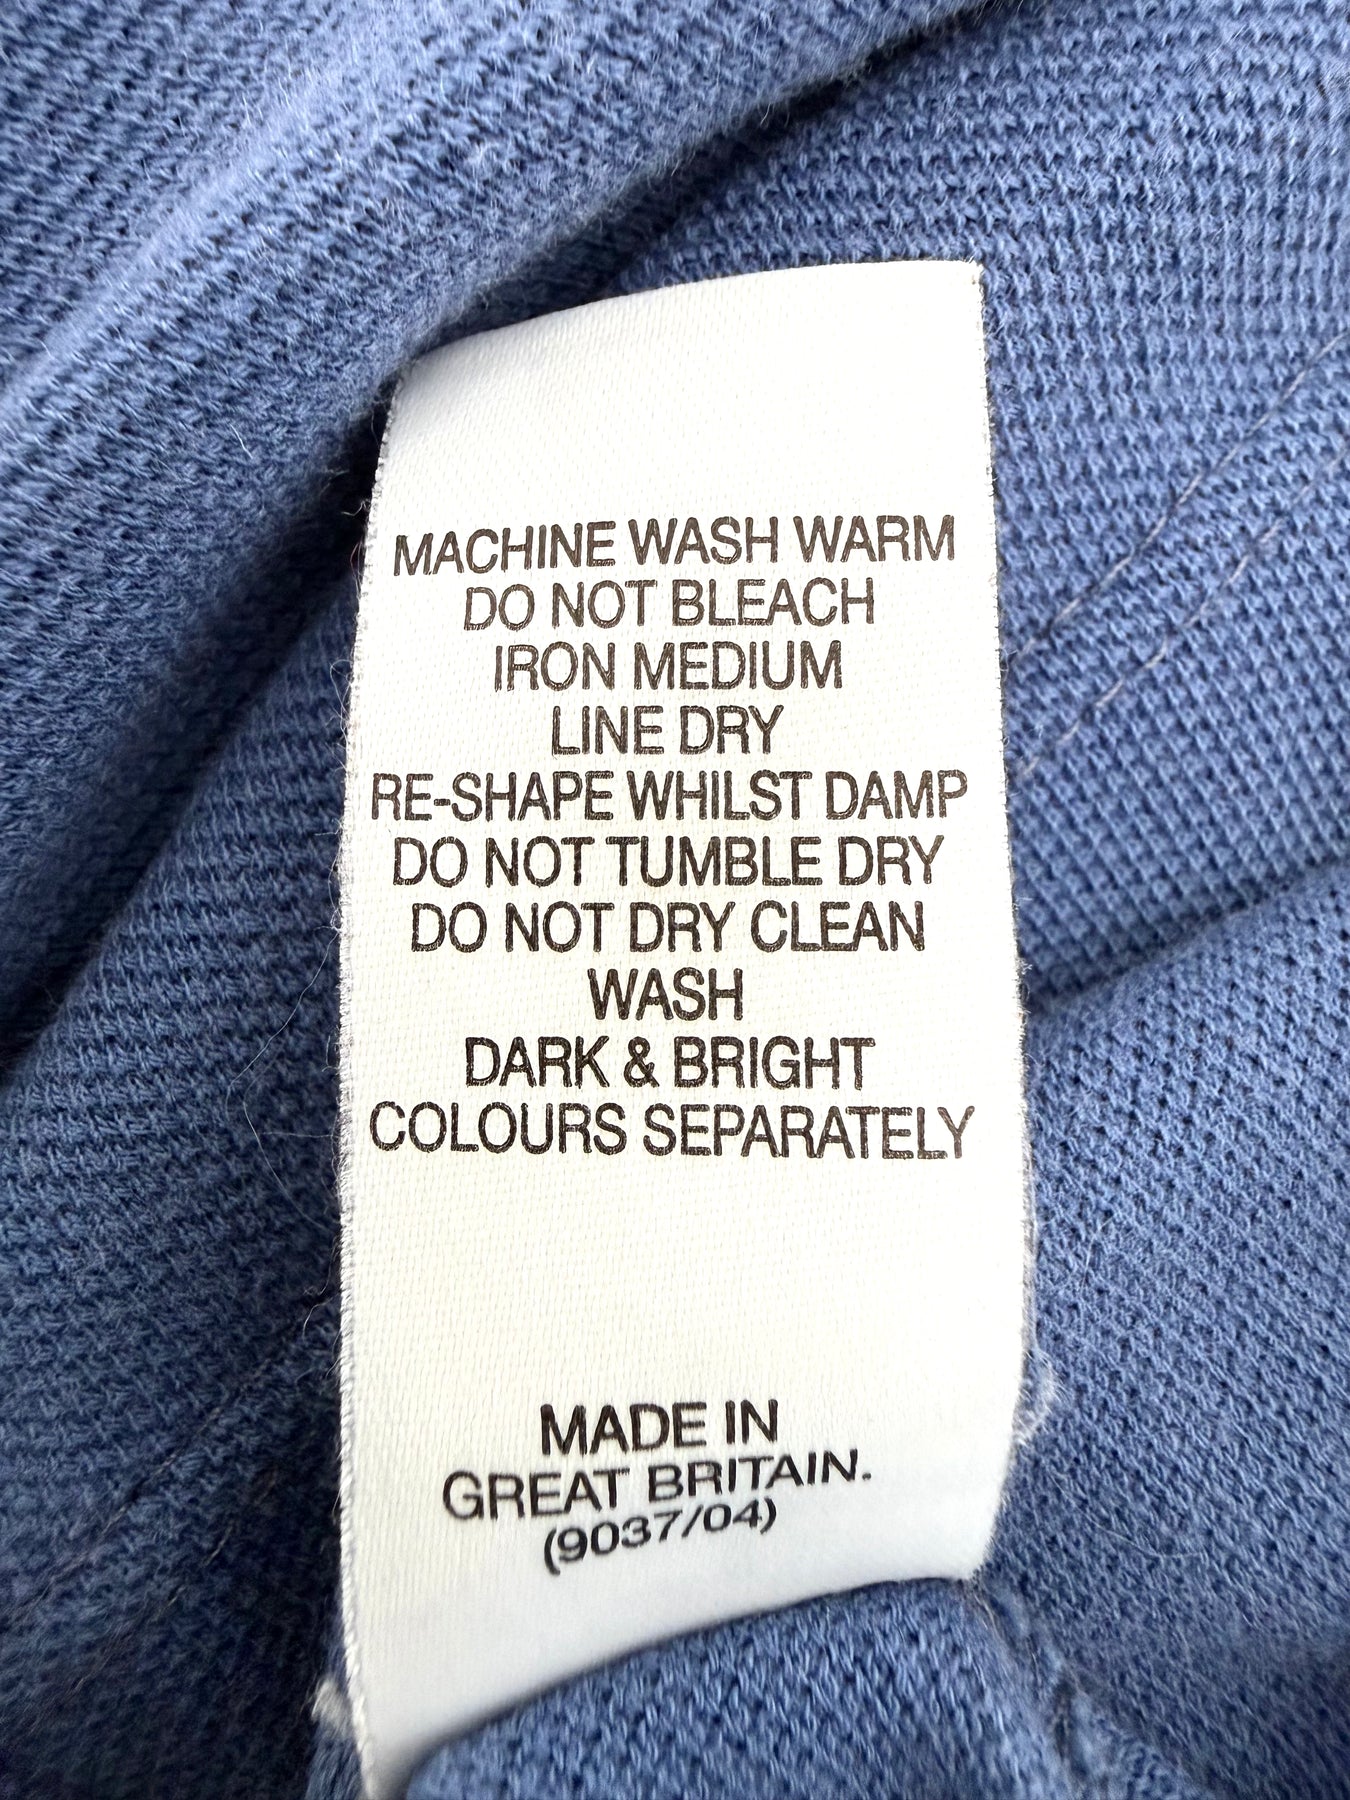 MACHINE WASH WARM
DO NOT BLEACH
IRON MEDIUM
LINE DRY
RE-SHAPE WHILST DAMP
DO NOT TUMBLE DRY
DO NOT DRY CLEAN
WASH
DARK & BRIGHT
COLOURS SEPARATELY
MADE IN
GREAT BRITAIN.
(9037/04)